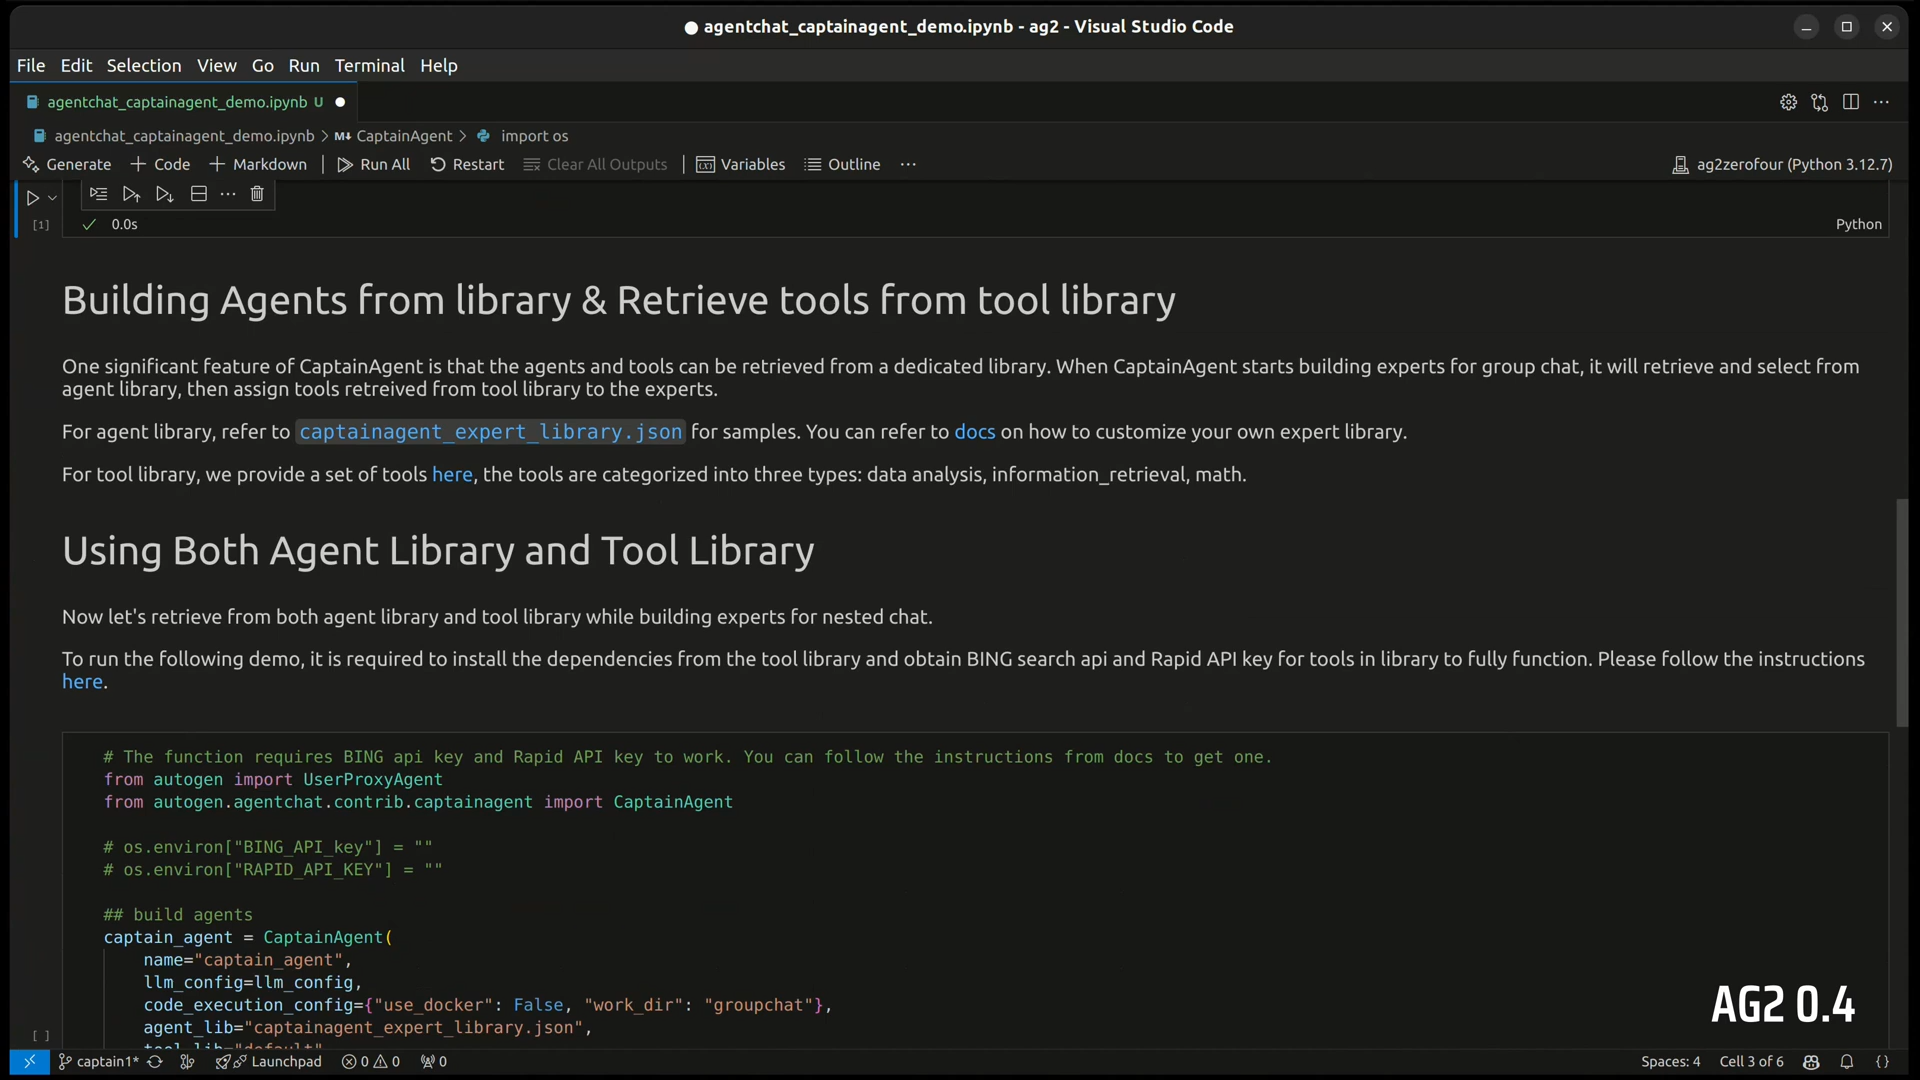 agentchat_captainagent_demo.ipynb - ag2 - Visual Studio Code
File Edit Selection View Go Run Terminal Help
agentchat_captainagent_demo.ipynb U
agentchat_captainagent_demo.ipynb > M↓ CaptainAgent > import os
Generate + Code + Markdown | Run All Restart Clear All Outputs | Variables Outline ··· ag2zerofour (Python 3.12.7)
[1] 0.0s Python
Building Agents from library & Retrieve tools from tool library
One significant feature of CaptainAgent is that the agents and tools can be retrieved from a dedicated library. When CaptainAgent starts building experts for group chat, it will retrieve and select from
agent library, then assign tools retreived from tool library to the experts.
For agent library, refer to captainagent_expert_library.json for samples. You can refer to docs on how to customize your own expert library.
For tool library, we provide a set of tools here, the tools are categorized into three types: data analysis, information_retrieval, math.
Using Both Agent Library and Tool Library
Now let's retrieve from both agent library and tool library while building experts for nested chat.
To run the following demo, it is required to install the dependencies from the tool library and obtain BING search api and Rapid API key for tools in library to fully function. Please follow the instructions
here.
# The function requires BING api key and Rapid API key to work. You can follow the instructions from docs to get one.
from autogen import UserProxyAgent
from autogen.agentchat.contrib.captainagent import CaptainAgent
# os.environ["BING_API_key"] = ""
# os.environ["RAPID_API_KEY"] = ""
## build agents
captain_agent = CaptainAgent(
name="captain_agent",
llm_config=llm_config,
code_execution_config={"use_docker": False, "work_dir": "groupchat"},
agent_lib="captainagent_expert_library.json",
tool_lib="default"
[ ]
AG2 0.4
captain1* Launchpad 0 0 0 Spaces: 4 Cell 3 of 6 {}